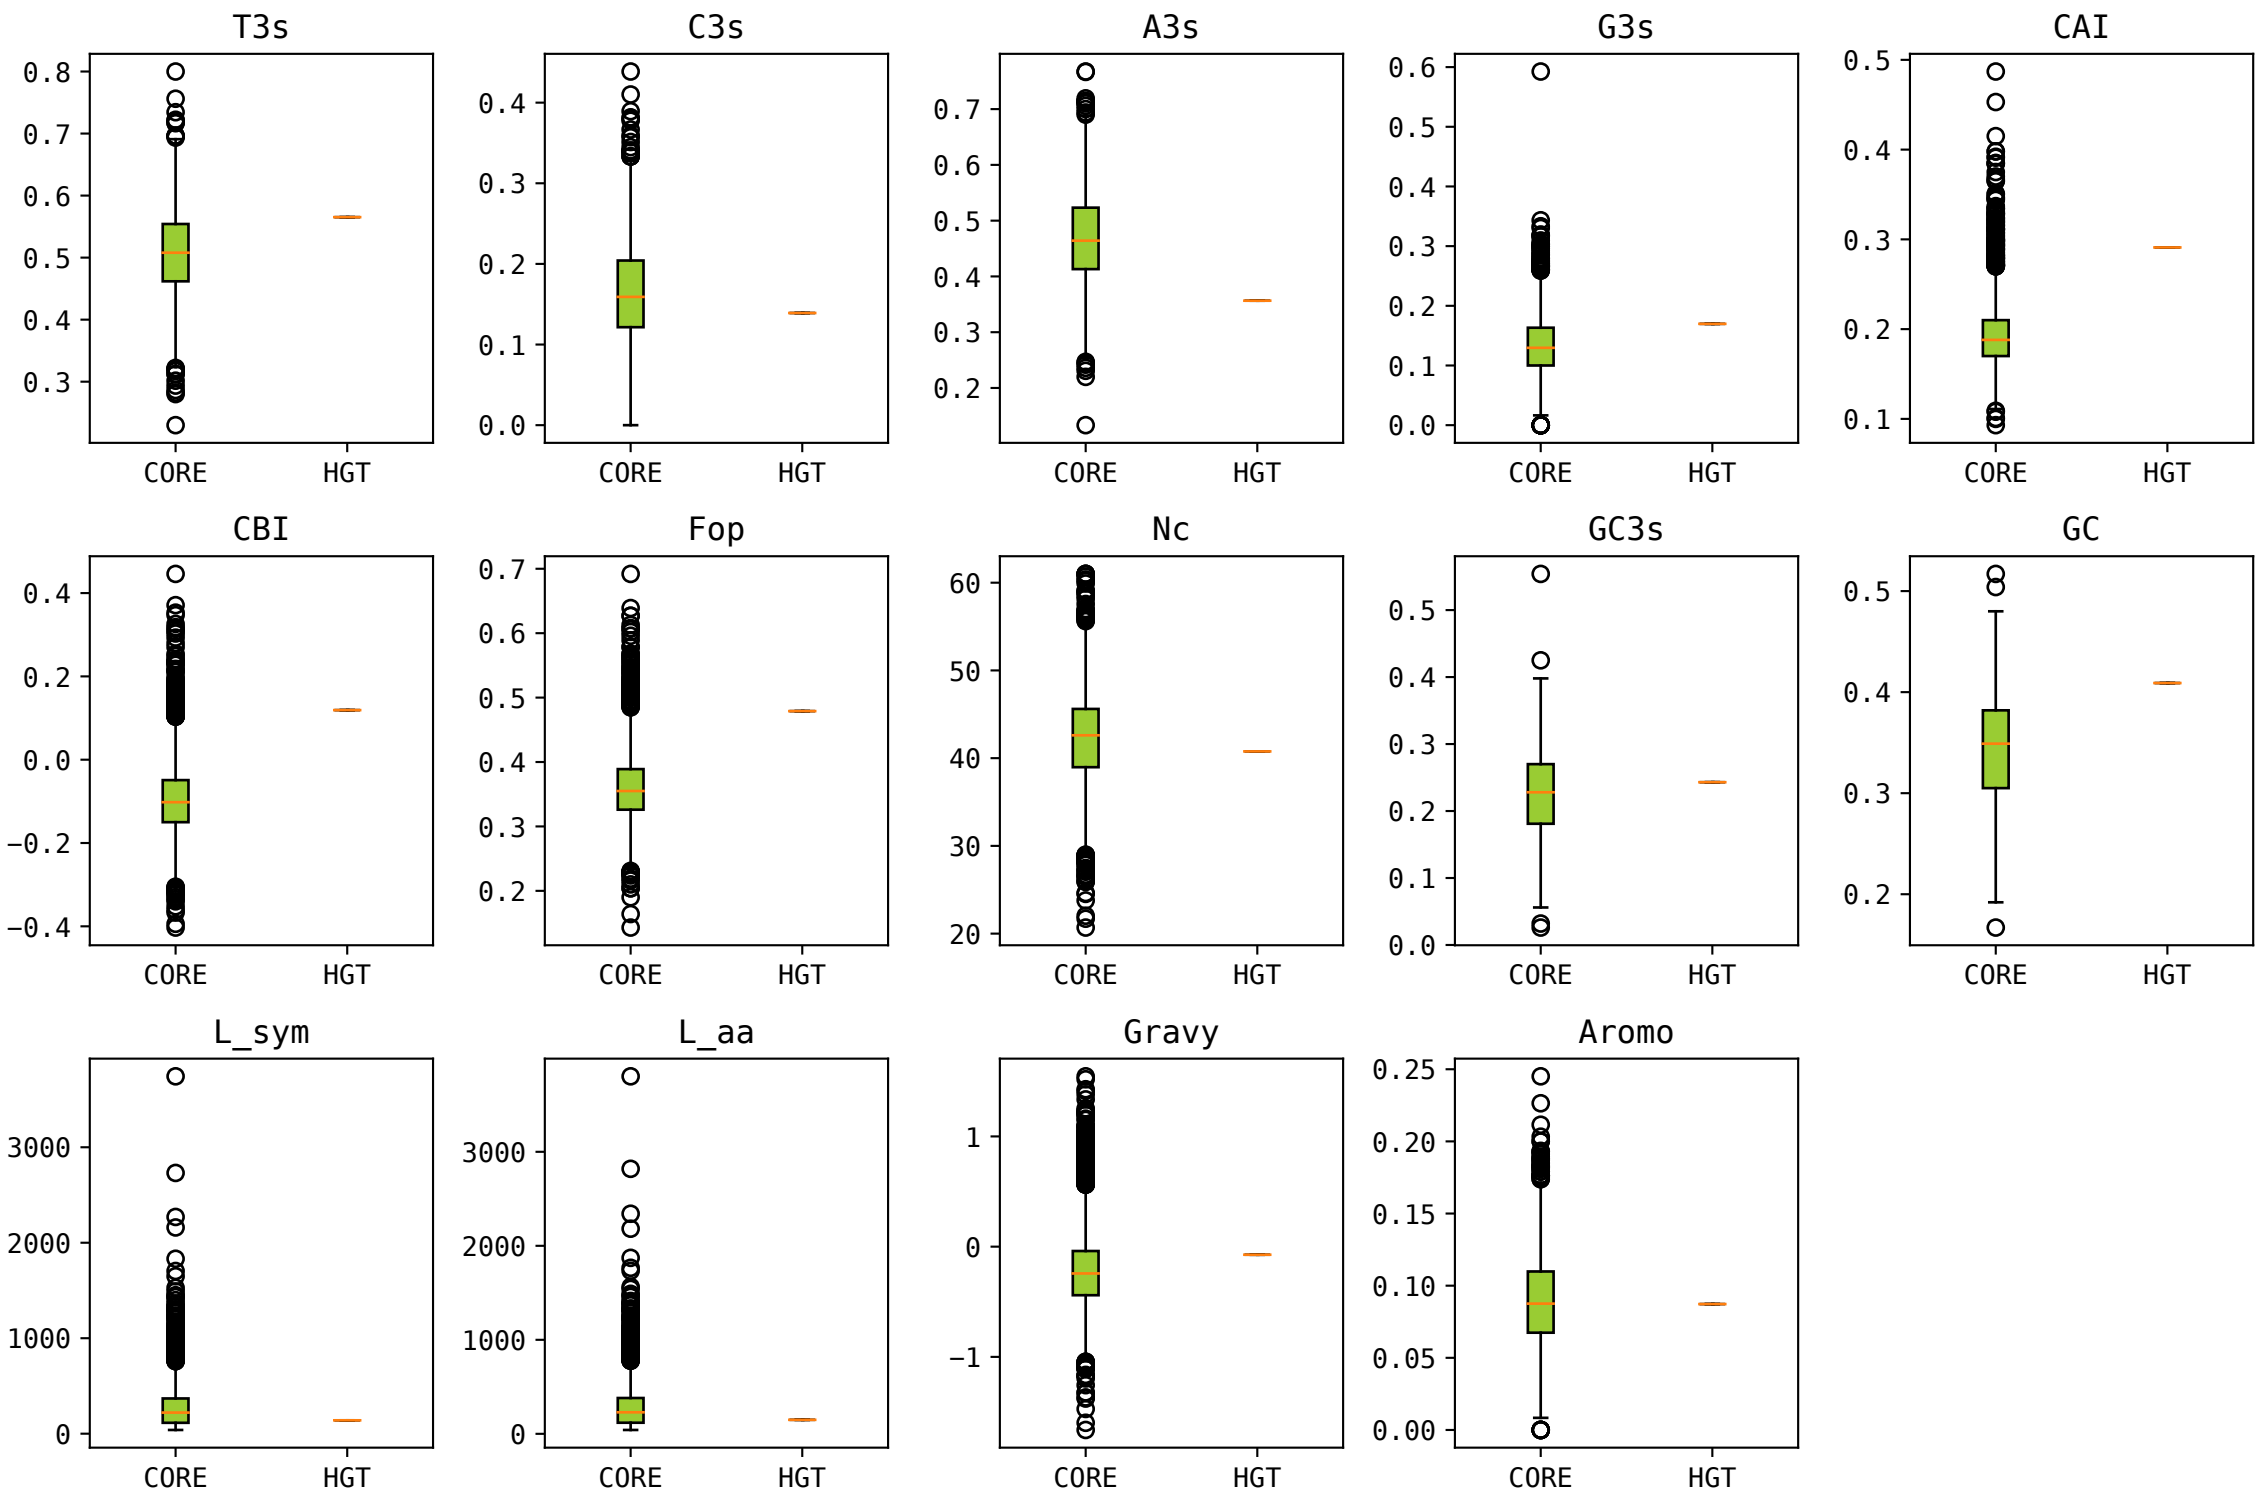 T3s C3s A3s G3s CAI
0.8 0.7 0.6 0.5 0.4 0.3
0.4 0.3 0.2 0.1 0.0
0.7 0.6 0.5 0.4 0.3 0.2
0.6 0.5 0.4 0.3 0.2 0.1 0.0
0.5 0.4 0.3 0.2 0.1
CORE HGT CORE HGT CORE HGT CORE HGT CORE HGT
CBI Fop Nc GC3s GC
0.4 0.2 0.0 −0.2 −0.4
0.7 0.6 0.5 0.4 0.3 0.2
60 50 40 30 20
0.5 0.4 0.3 0.2 0.1 0.0
0.5 0.4 0.3 0.2
CORE HGT CORE HGT CORE HGT CORE HGT CORE HGT
L_sym L_aa Gravy Aromo
3000 2000 1000 0
3000 2000 1000 0
1 0 −1
0.25 0.20 0.15 0.10 0.05 0.00
CORE HGT CORE HGT CORE HGT CORE HGT